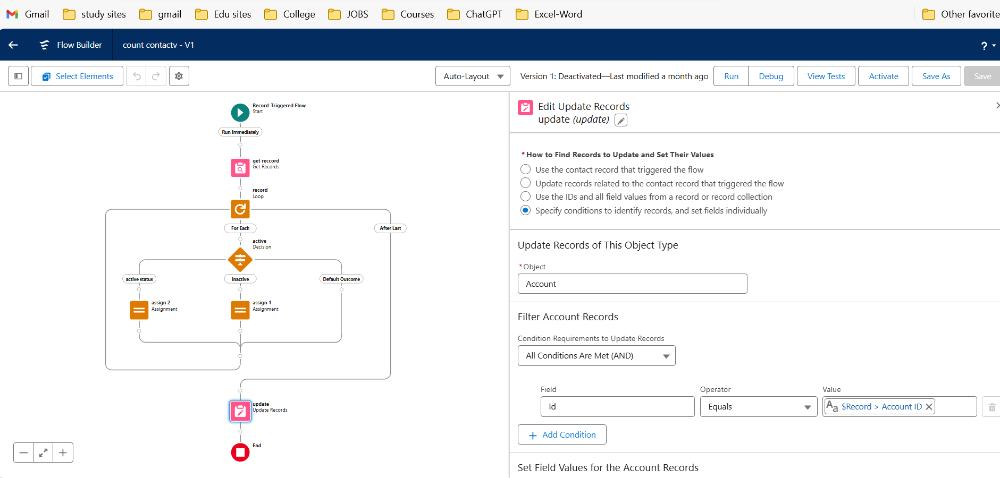 Gmail study sites gmail Edu sites College JOBS Courses ChatGPT Excel-Word Other favorite
Flow Builder count contactv - V1 ?
Select Elements Auto-Layout Version 1: Deactivated—Last modified a month ago Run Debug View Tests Activate Save As Save
Record-Triggered Flow
Start
Run Immediately
get reccord
Get Records
record
Loop
For Each
After Last
active
Decision
active status
inactive
Default Outcome
assign 2
Assignment
assign 1
Assignment
update
Update Records
End
Edit Update Records
update (update)
*How to Find Records to Update and Set Their Values
Use the contact record that triggered the flow
Update records related to the contact record that triggered the flow
Use the IDs and all field values from a record or record collection
Specify conditions to identify records, and set fields individually
Update Records of This Object Type
*Object
Account
Filter Account Records
Condition Requirements to Update Records
All Conditions Are Met (AND)
Field Operator Value
Id Equals Aa $Record > Account ID
Add Condition
Set Field Values for the Account Records